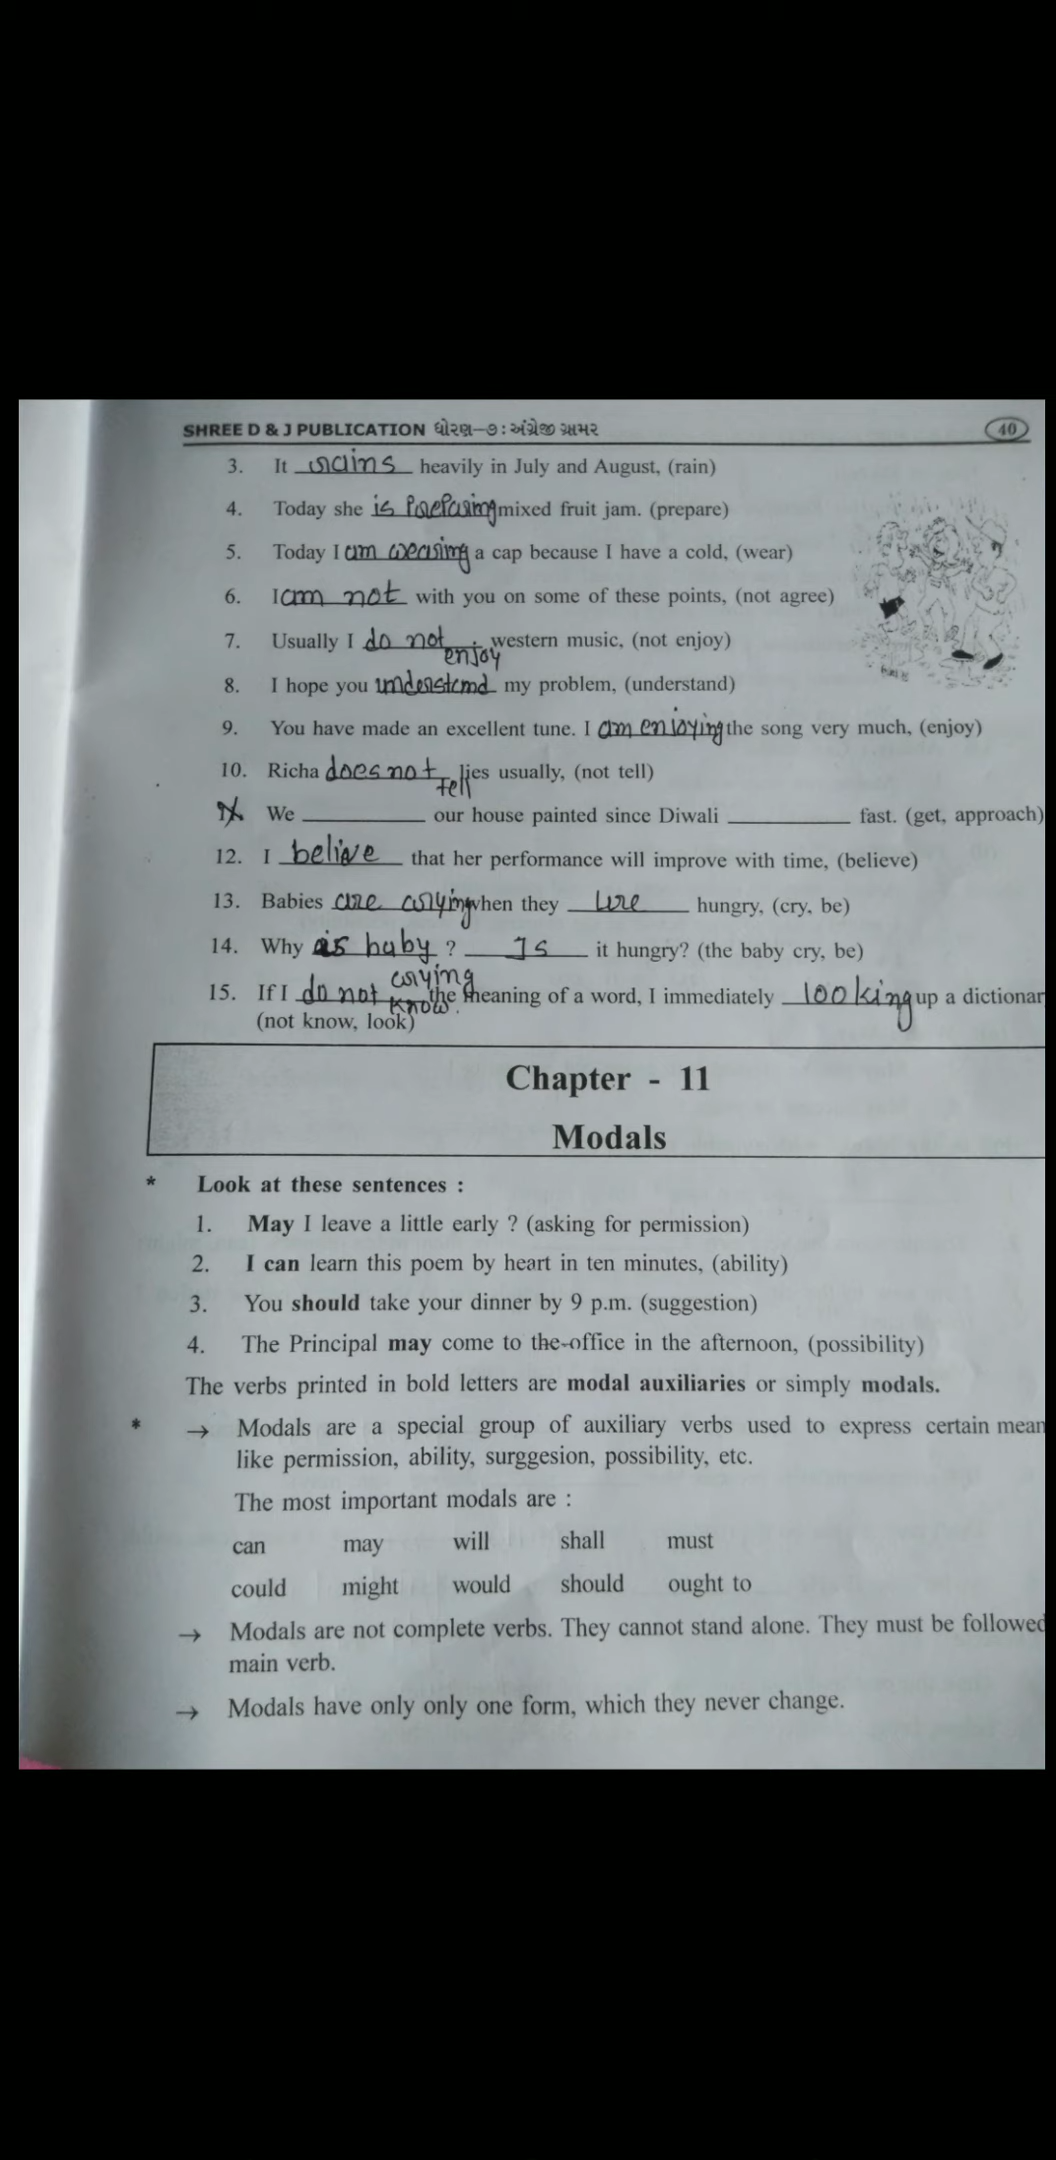 SHREE D & J PUBLICATION ધોરણ–૭ : અંગ્રેજી ગ્રામર 40
3. It rains heavily in July and August, (rain)
4. Today she is preparing mixed fruit jam. (prepare)
5. Today I am wearing a cap because I have a cold, (wear)
6. I am not with you on some of these points, (not agree)
7. Usually I do not enjoy western music, (not enjoy)
8. I hope you understand my problem, (understand)
9. You have made an excellent tune. I am enjoying the song very much, (enjoy)
10. Richa does not tell lies usually, (not tell)
We ____ our house painted since Diwali ____ fast. (get, approach)
12. I believe that her performance will improve with time, (believe)
13. Babies are crying when they are hungry, (cry, be)
14. Why is baby crying ? Is it hungry? (the baby cry, be)
15. If I do not know the meaning of a word, I immediately looking up a dictionar
(not know, look)
Chapter - 11
Modals
* Look at these sentences :
1. May I leave a little early ? (asking for permission)
2. I can learn this poem by heart in ten minutes, (ability)
3. You should take your dinner by 9 p.m. (suggestion)
4. The Principal may come to the office in the afternoon, (possibility)
The verbs printed in bold letters are modal auxiliaries or simply modals.
* → Modals are a special group of auxiliary verbs used to express certain mean
like permission, ability, surggesion, possibility, etc.
The most important modals are :
can may will shall must
could might would should ought to
→ Modals are not complete verbs. They cannot stand alone. They must be followed
main verb.
→ Modals have only only one form, which they never change.